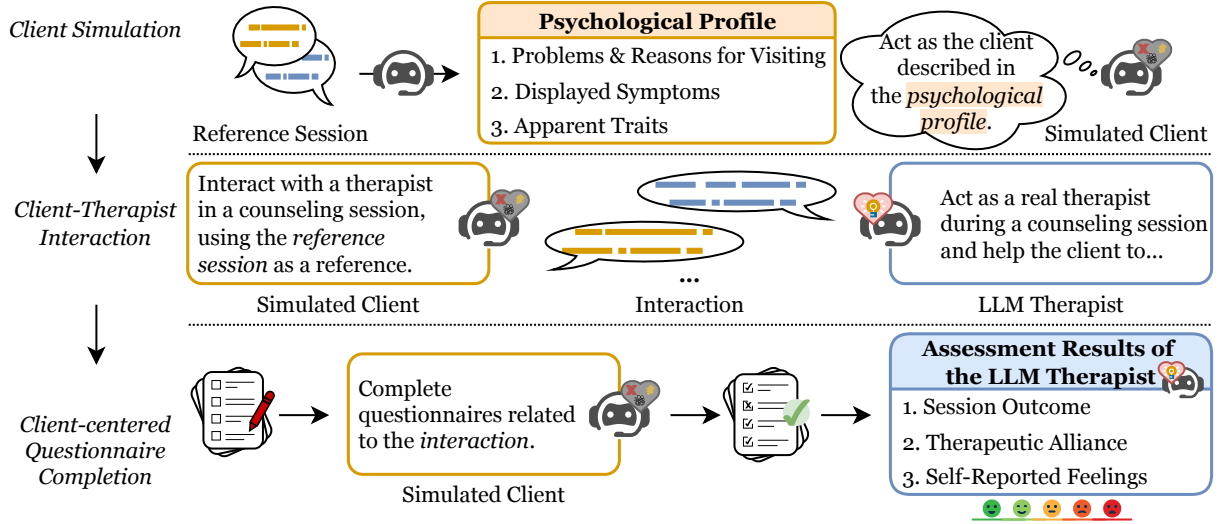 Client Simulation
Reference Session
Psychological Profile
1. Problems & Reasons for Visiting
2. Displayed Symptoms
3. Apparent Traits
Act as the client
described in
the psychological
profile.
Simulated Client
Client-Therapist
Interaction
Interact with a therapist
in a counseling session,
using the reference
session as a reference.
Simulated Client
...
Interaction
Act as a real therapist
during a counseling session
and help the client to...
LLM Therapist
Client-centered
Questionnaire
Completion
Complete
questionnaires related
to the interaction.
Simulated Client
Assessment Results of
the LLM Therapist
1. Session Outcome
2. Therapeutic Alliance
3. Self-Reported Feelings